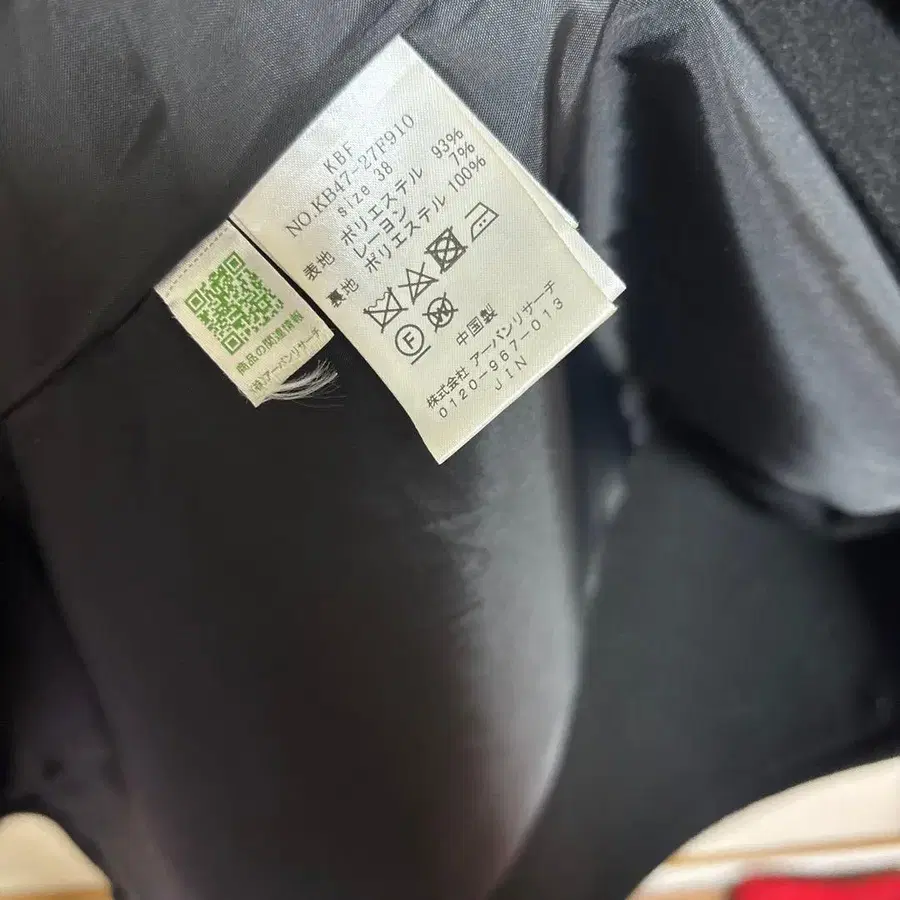 KBF
NO.KB47-27F910
size 38
表地 ポリエステル 93%
レーヨン 7%
裏地 ポリエステル 100%
F
W
中国製
株式会社 アーバンリサーチ
0120-967-013
JIN
商品の関連情報
(株)アーバンリサーチ